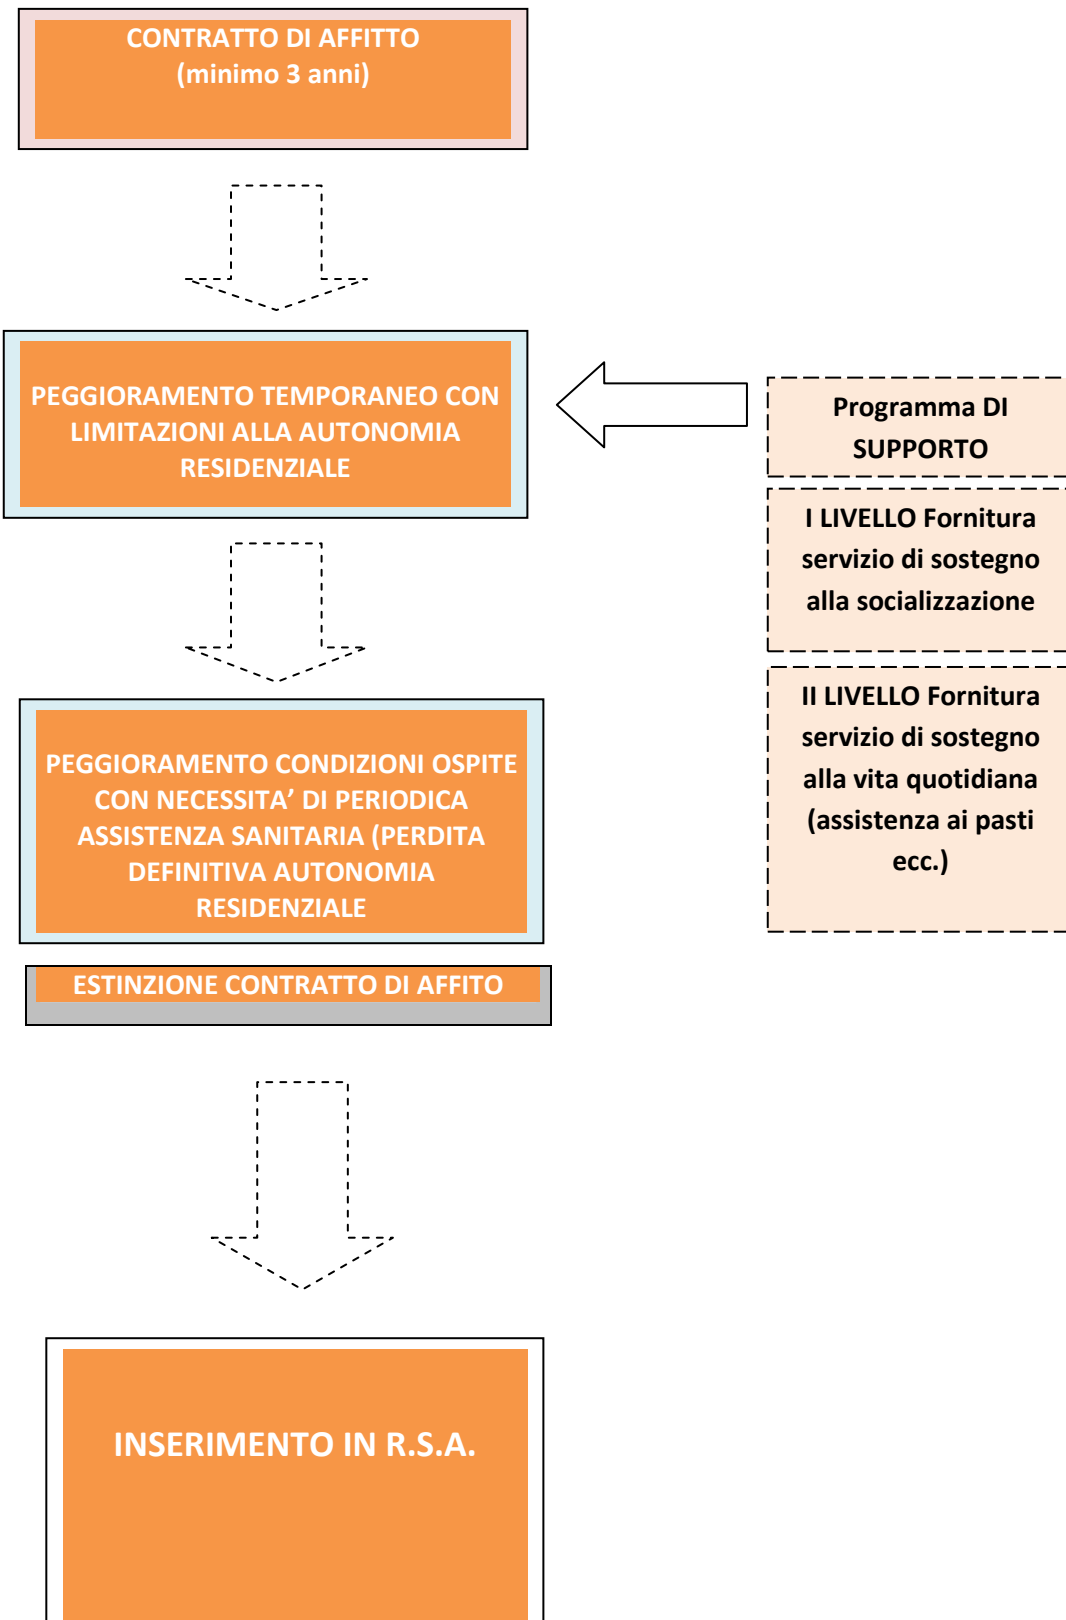 CONTRATTO DI AFFITTO
(minimo 3 anni)
PEGGIORAMENTO TEMPORANEO CON
LIMITAZIONI ALLA AUTONOMIA
RESIDENZIALE
Programma DI
SUPPORTO
I LIVELLO Fornitura
servizio di sostegno
alla socializzazione
II LIVELLO Fornitura
servizio di sostegno
alla vita quotidiana
(assistenza ai pasti
ecc.)
PEGGIORAMENTO CONDIZIONI OSPITE
CON NECESSITA’ DI PERIODICA
ASSISTENZA SANITARIA (PERDITA
DEFINITIVA AUTONOMIA
RESIDENZIALE
ESTINZIONE CONTRATTO DI AFFITO
INSERIMENTO IN R.S.A.